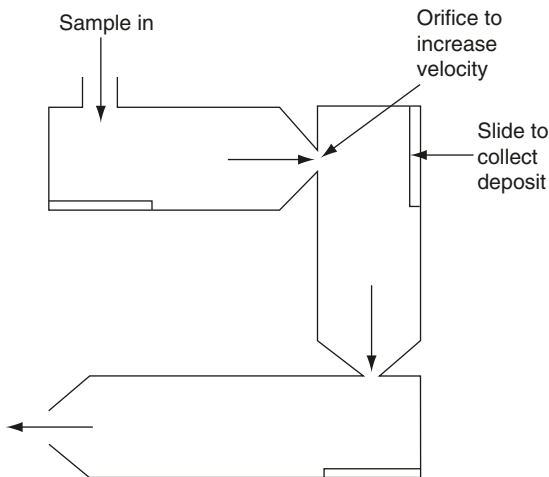 Sample in
Orifice to
increase
velocity
Slide to
collect
deposit